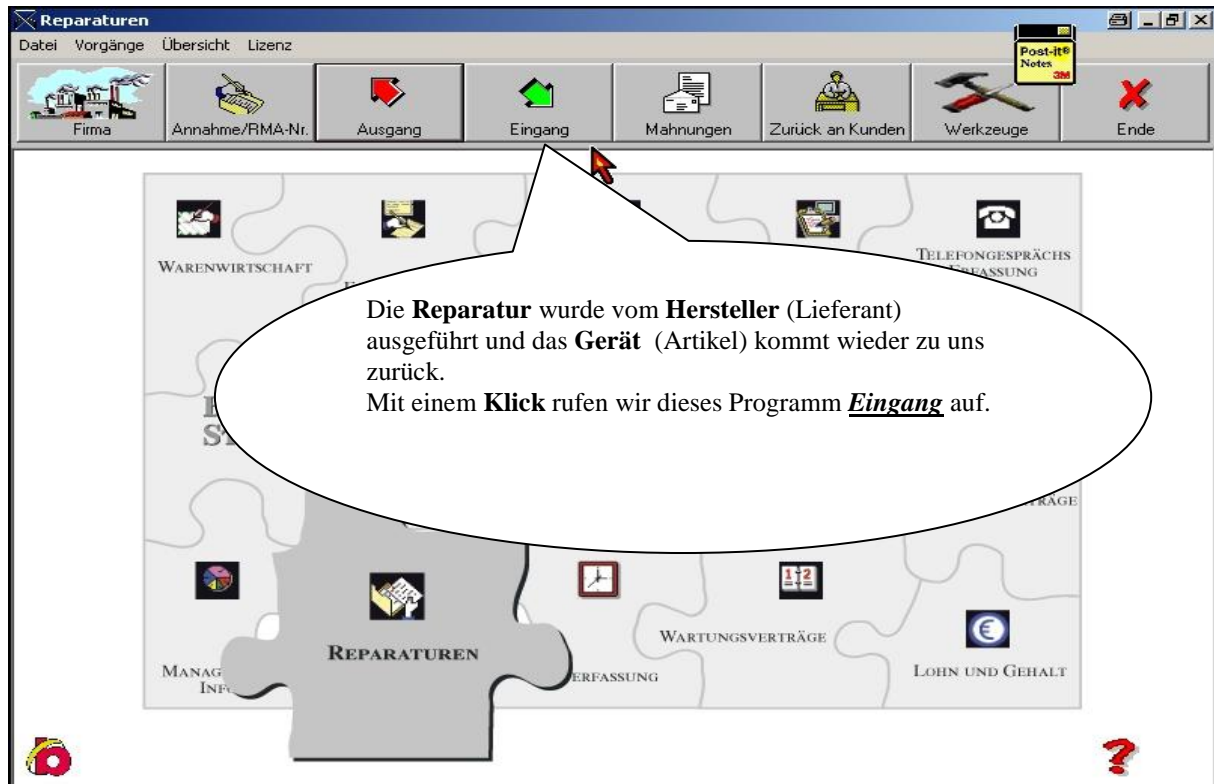 Reparaturen
Datei Vorgänge Übersicht Lizenz
Post-it®
Notes
3M
Firma Annahme/RMA-Nr. Ausgang Eingang Mahnungen Zurück an Kunden Werkzeuge Ende
WARENWIRTSCHAFT
TELEFONGESPRÄCHS
Die Reparatur wurde vom Hersteller (Lieferant)
ausgeführt und das Gerät (Artikel) kommt wieder zu uns
zurück.
Mit einem Klick rufen wir dieses Programm Eingang auf.
REPARATUREN
WARTUNGSVERTRÄGE
LOHN UND GEHALT